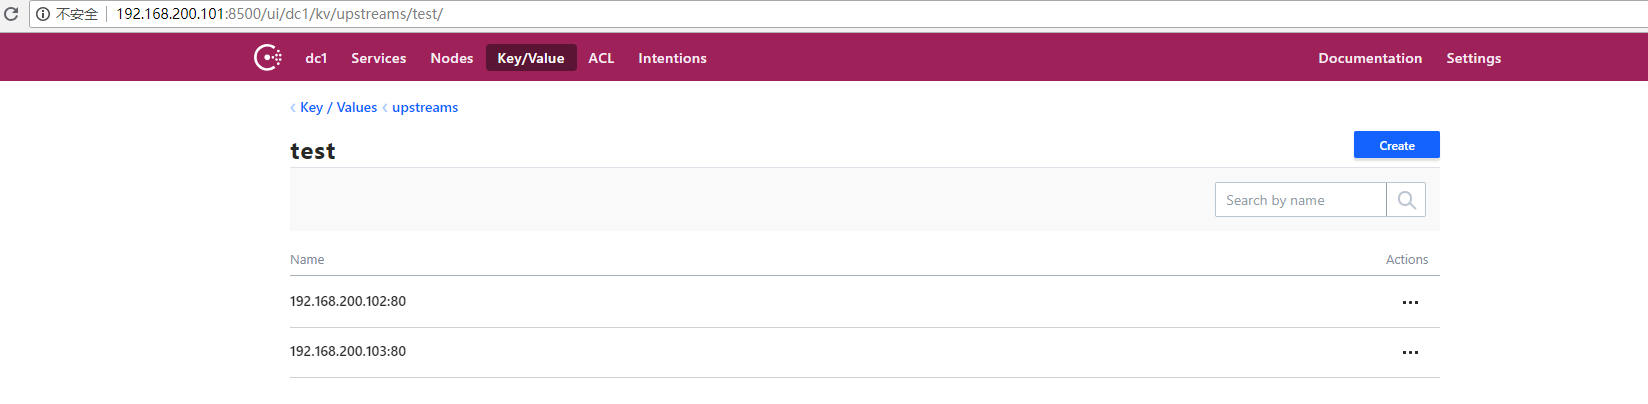 不安全 192.168.200.101:8500/ui/dc1/kv/upstreams/test/
dc1 Services Nodes Key/Value ACL Intentions Documentation Settings
Key / Values upstreams
test Create
Search by name
Name Actions
192.168.200.102:80
192.168.200.103:80